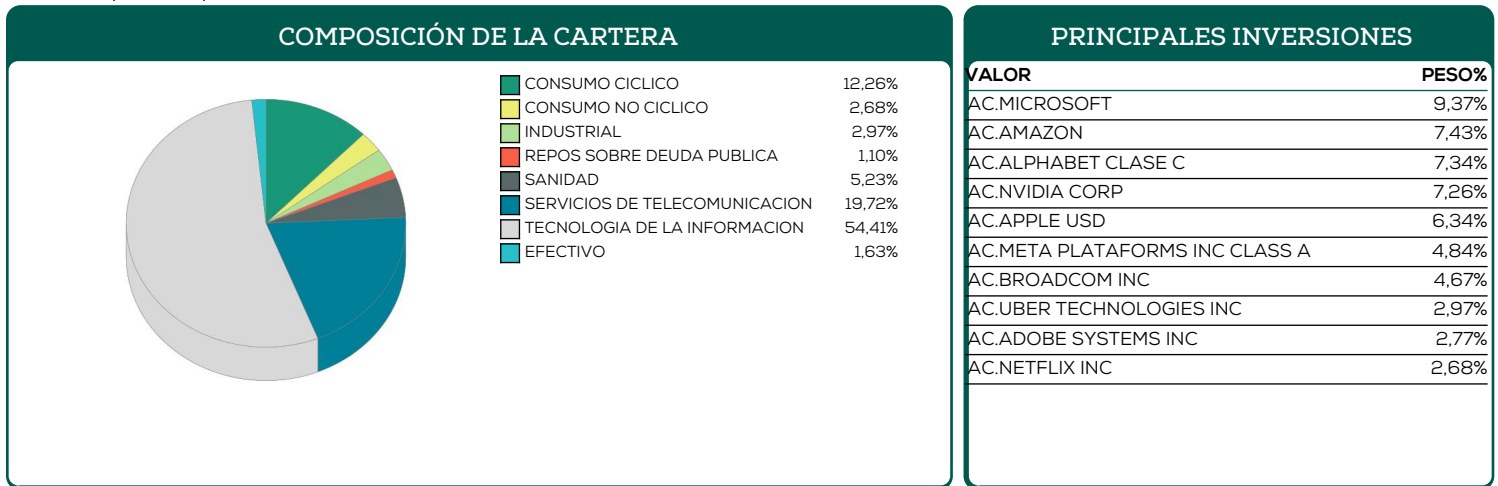 COMPOSICIÓN DE LA CARTERA
CONSUMO CICLICO 12,26%
CONSUMO NO CICLICO 2,68%
INDUSTRIAL 2,97%
REPOS SOBRE DEUDA PUBLICA 1,10%
SANIDAD 5,23%
SERVICIOS DE TELECOMUNICACION 19,72%
TECNOLOGIA DE LA INFORMACION 54,41%
EFECTIVO 1,63%
PRINCIPALES INVERSIONES
VALOR PESO%
AC.MICROSOFT 9,37%
AC.AMAZON 7,43%
AC.ALPHABET CLASE C 7,34%
AC.NVIDIA CORP 7,26%
AC.APPLE USD 6,34%
AC.META PLATAFORMS INC CLASS A 4,84%
AC.BROADCOM INC 4,67%
AC.UBER TECHNOLOGIES INC 2,97%
AC.ADOBE SYSTEMS INC 2,77%
AC.NETFLIX INC 2,68%